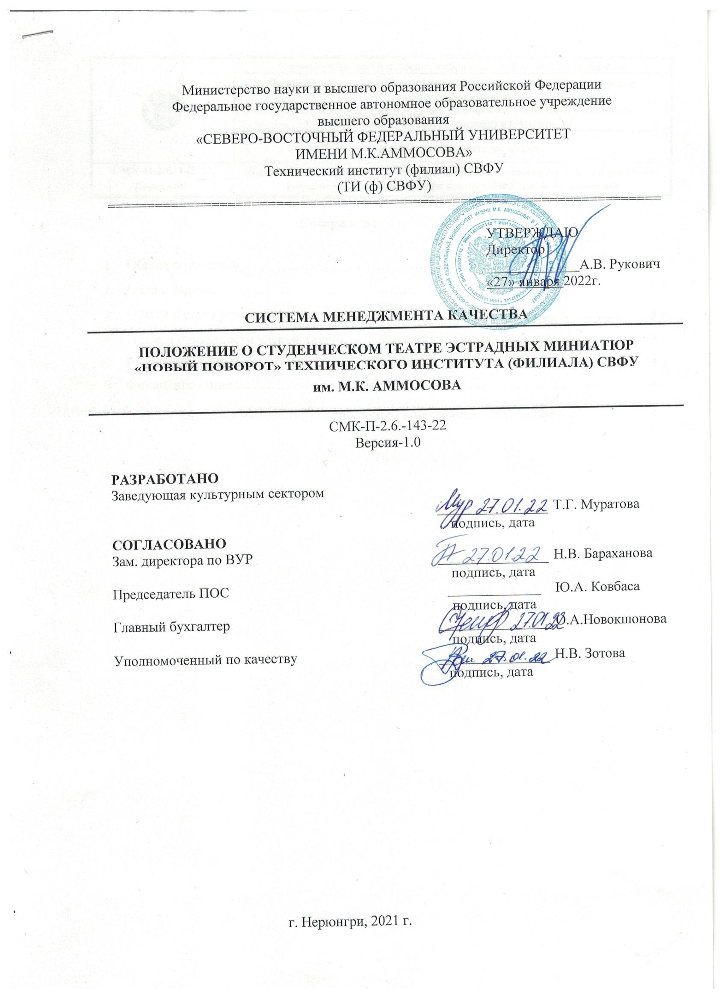 Министерство науки и высшего образования Российской Федерации
Федеральное государственное автономное образовательное учреждение
высшего образования
«СЕВЕРО-ВОСТОЧНЫЙ ФЕДЕРАЛЬНЫЙ УНИВЕРСИТЕТ
ИМЕНИ М.К.АММОСОВА»
Технический институт (филиал) СВФУ
(ТИ (ф) СВФУ)
УТВЕРЖДАЮ
Директор
А.В. Рукович
«27» января 2022г.
СИСТЕМА МЕНЕДЖМЕНТА КАЧЕСТВА
ПОЛОЖЕНИЕ О СТУДЕНЧЕСКОМ ТЕАТРЕ ЭСТРАДНЫХ МИНИАТЮР
«НОВЫЙ ПОВОРОТ» ТЕХНИЧЕСКОГО ИНСТИТУТА (ФИЛИАЛА) СВФУ
им. М.К. АММОСОВА
СМК-П-2.6.-143-22
Версия-1.0
РАЗРАБОТАНО
Заведующая культурным сектором
27.01.22 Т.Г. Муратова
подпись, дата
СОГЛАСОВАНО
Зам. директора по ВУР 27.01.22 Н.В. Бараханова
подпись, дата
Председатель ПОС Ю.А. Ковбаса
подпись, дата
Главный бухгалтер 27.01.22 О.А.Новокшонова
подпись, дата
Уполномоченный по качеству 27.01.22 Н.В. Зотова
подпись, дата
г. Нерюнгри, 2021 г.